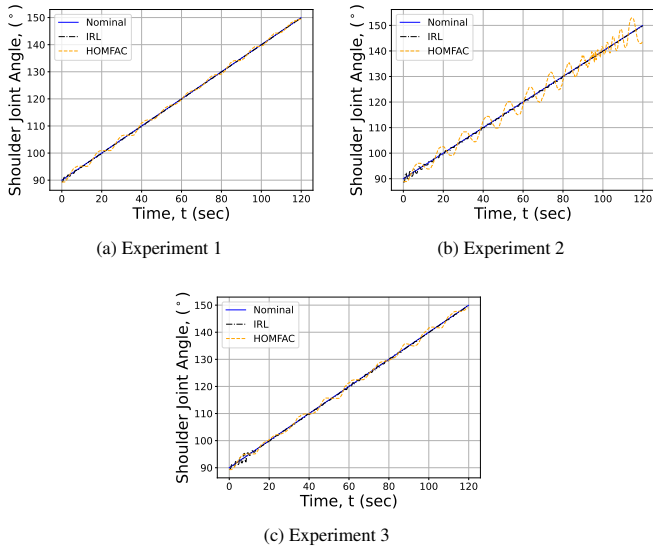 Nominal
IRL
HOMFAC
Shoulder Joint Angle, (°)
150
140
130
120
110
100
90
0 20 40 60 80 100 120
Time, t (sec)
(a) Experiment 1
Nominal
IRL
HOMFAC
Shoulder Joint Angle, (°)
150
140
130
120
110
100
90
0 20 40 60 80 100 120
Time, t (sec)
(b) Experiment 2
Nominal
IRL
HOMFAC
Shoulder Joint Angle, (°)
150
140
130
120
110
100
90
0 20 40 60 80 100 120
Time, t (sec)
(c) Experiment 3